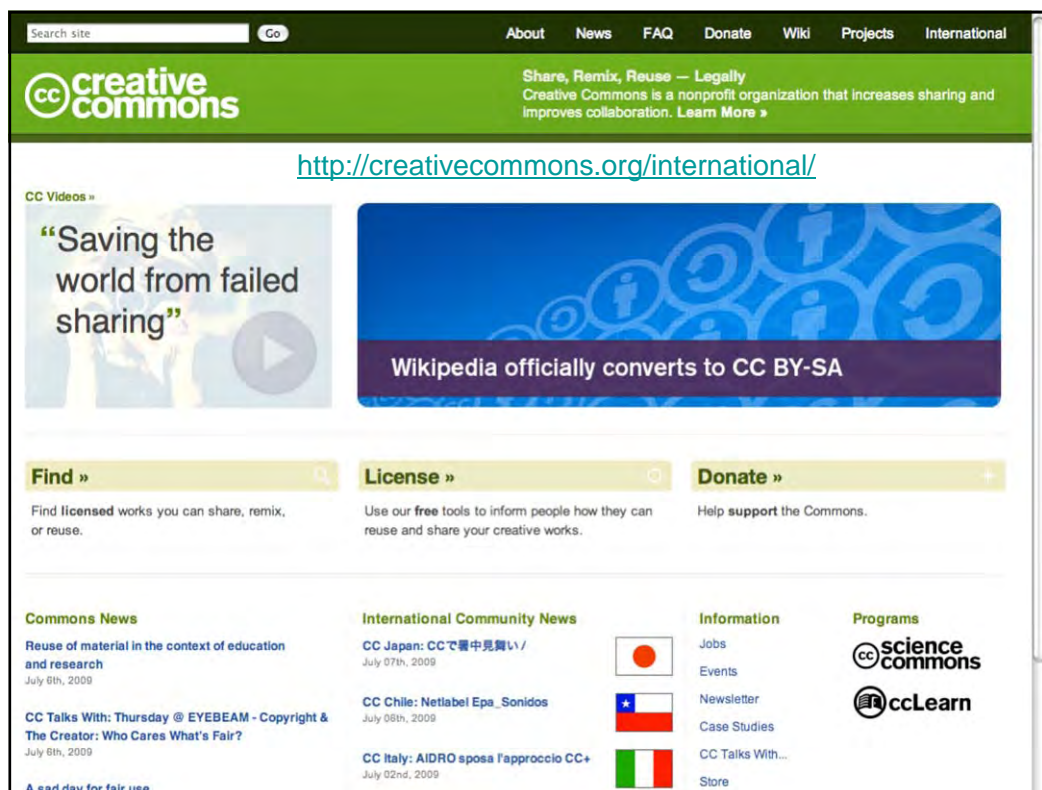 Search site
Go
About News FAQ Donate Wiki Projects International
cc creative
commons
Share, Remix, Reuse — Legally
Creative Commons is a nonprofit organization that increases sharing and
improves collaboration. Learn More »
http://creativecommons.org/international/
CC Videos »
“Saving the
world from failed
sharing”
Wikipedia officially converts to CC BY-SA
Find »
Find licensed works you can share, remix,
or reuse.
License »
Use our free tools to inform people how they can
reuse and share your creative works.
Donate »
Help support the Commons.
Commons News
Reuse of material in the context of education
and research
July 6th, 2009
CC Talks With: Thursday @ EYEBEAM - Copyright &
The Creator: Who Cares What's Fair?
July 6th, 2009
A sad day for fair use
International Community News
CC Japan: CCで暑中見舞い /
July 07th, 2009
CC Chile: Netlabel Epa_Sonidos
July 06th, 2009
CC Italy: AIDRO sposa l'approccio CC+
July 02nd, 2009
Information
Jobs
Events
Newsletter
Case Studies
CC Talks With...
Store
Programs
cc science
commons
ccLearn